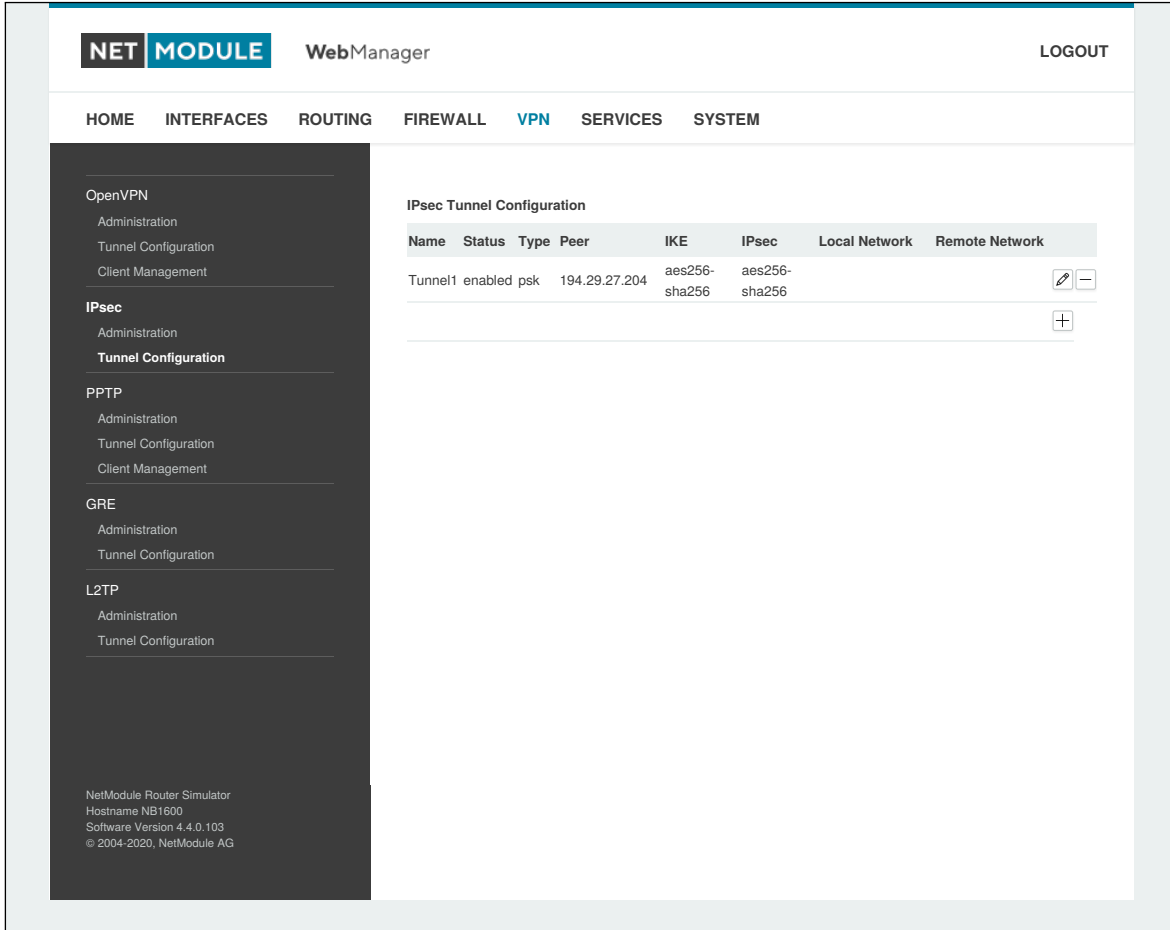 NET MODULE WebManager LOGOUT
HOME INTERFACES ROUTING FIREWALL VPN SERVICES SYSTEM
OpenVPN
Administration
Tunnel Configuration
Client Management
IPsec
Administration
Tunnel Configuration
PPTP
Administration
Tunnel Configuration
Client Management
GRE
Administration
Tunnel Configuration
L2TP
Administration
Tunnel Configuration
NetModule Router Simulator
Hostname NB1600
Software Version 4.4.0.103
© 2004-2020, NetModule AG
IPsec Tunnel Configuration
Name Status Type Peer IKE IPsec Local Network Remote Network
Tunnel1 enabled psk 194.29.27.204 aes256- aes256-
sha256 sha256